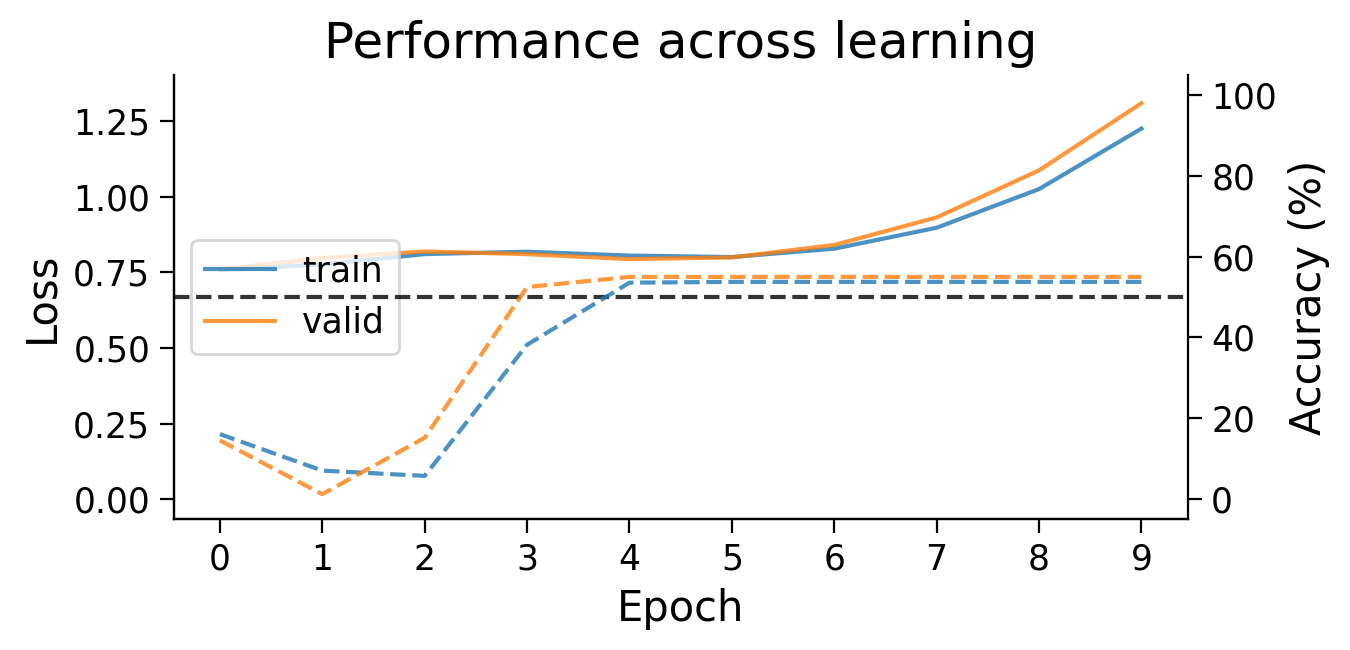 Performance across learning
Loss
1.25
1.00
0.75
0.50
0.25
0.00
train
valid
100
80
60
40
20
0
Accuracy (%)
0 1 2 3 4 5 6 7 8 9
Epoch